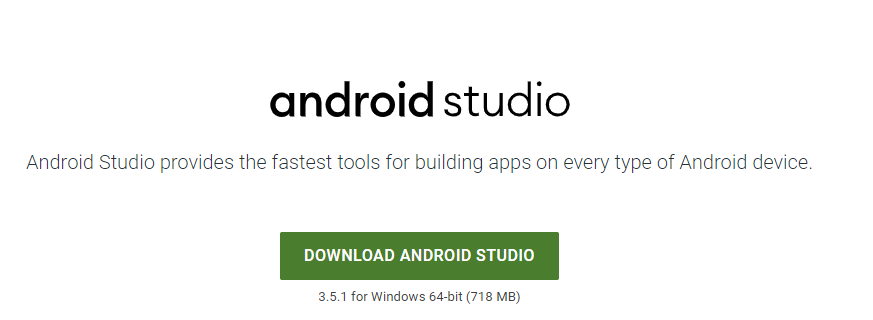 android studio
Android Studio provides the fastest tools for building apps on every type of Android device.
DOWNLOAD ANDROID STUDIO
3.5.1 for Windows 64-bit (718 MB)